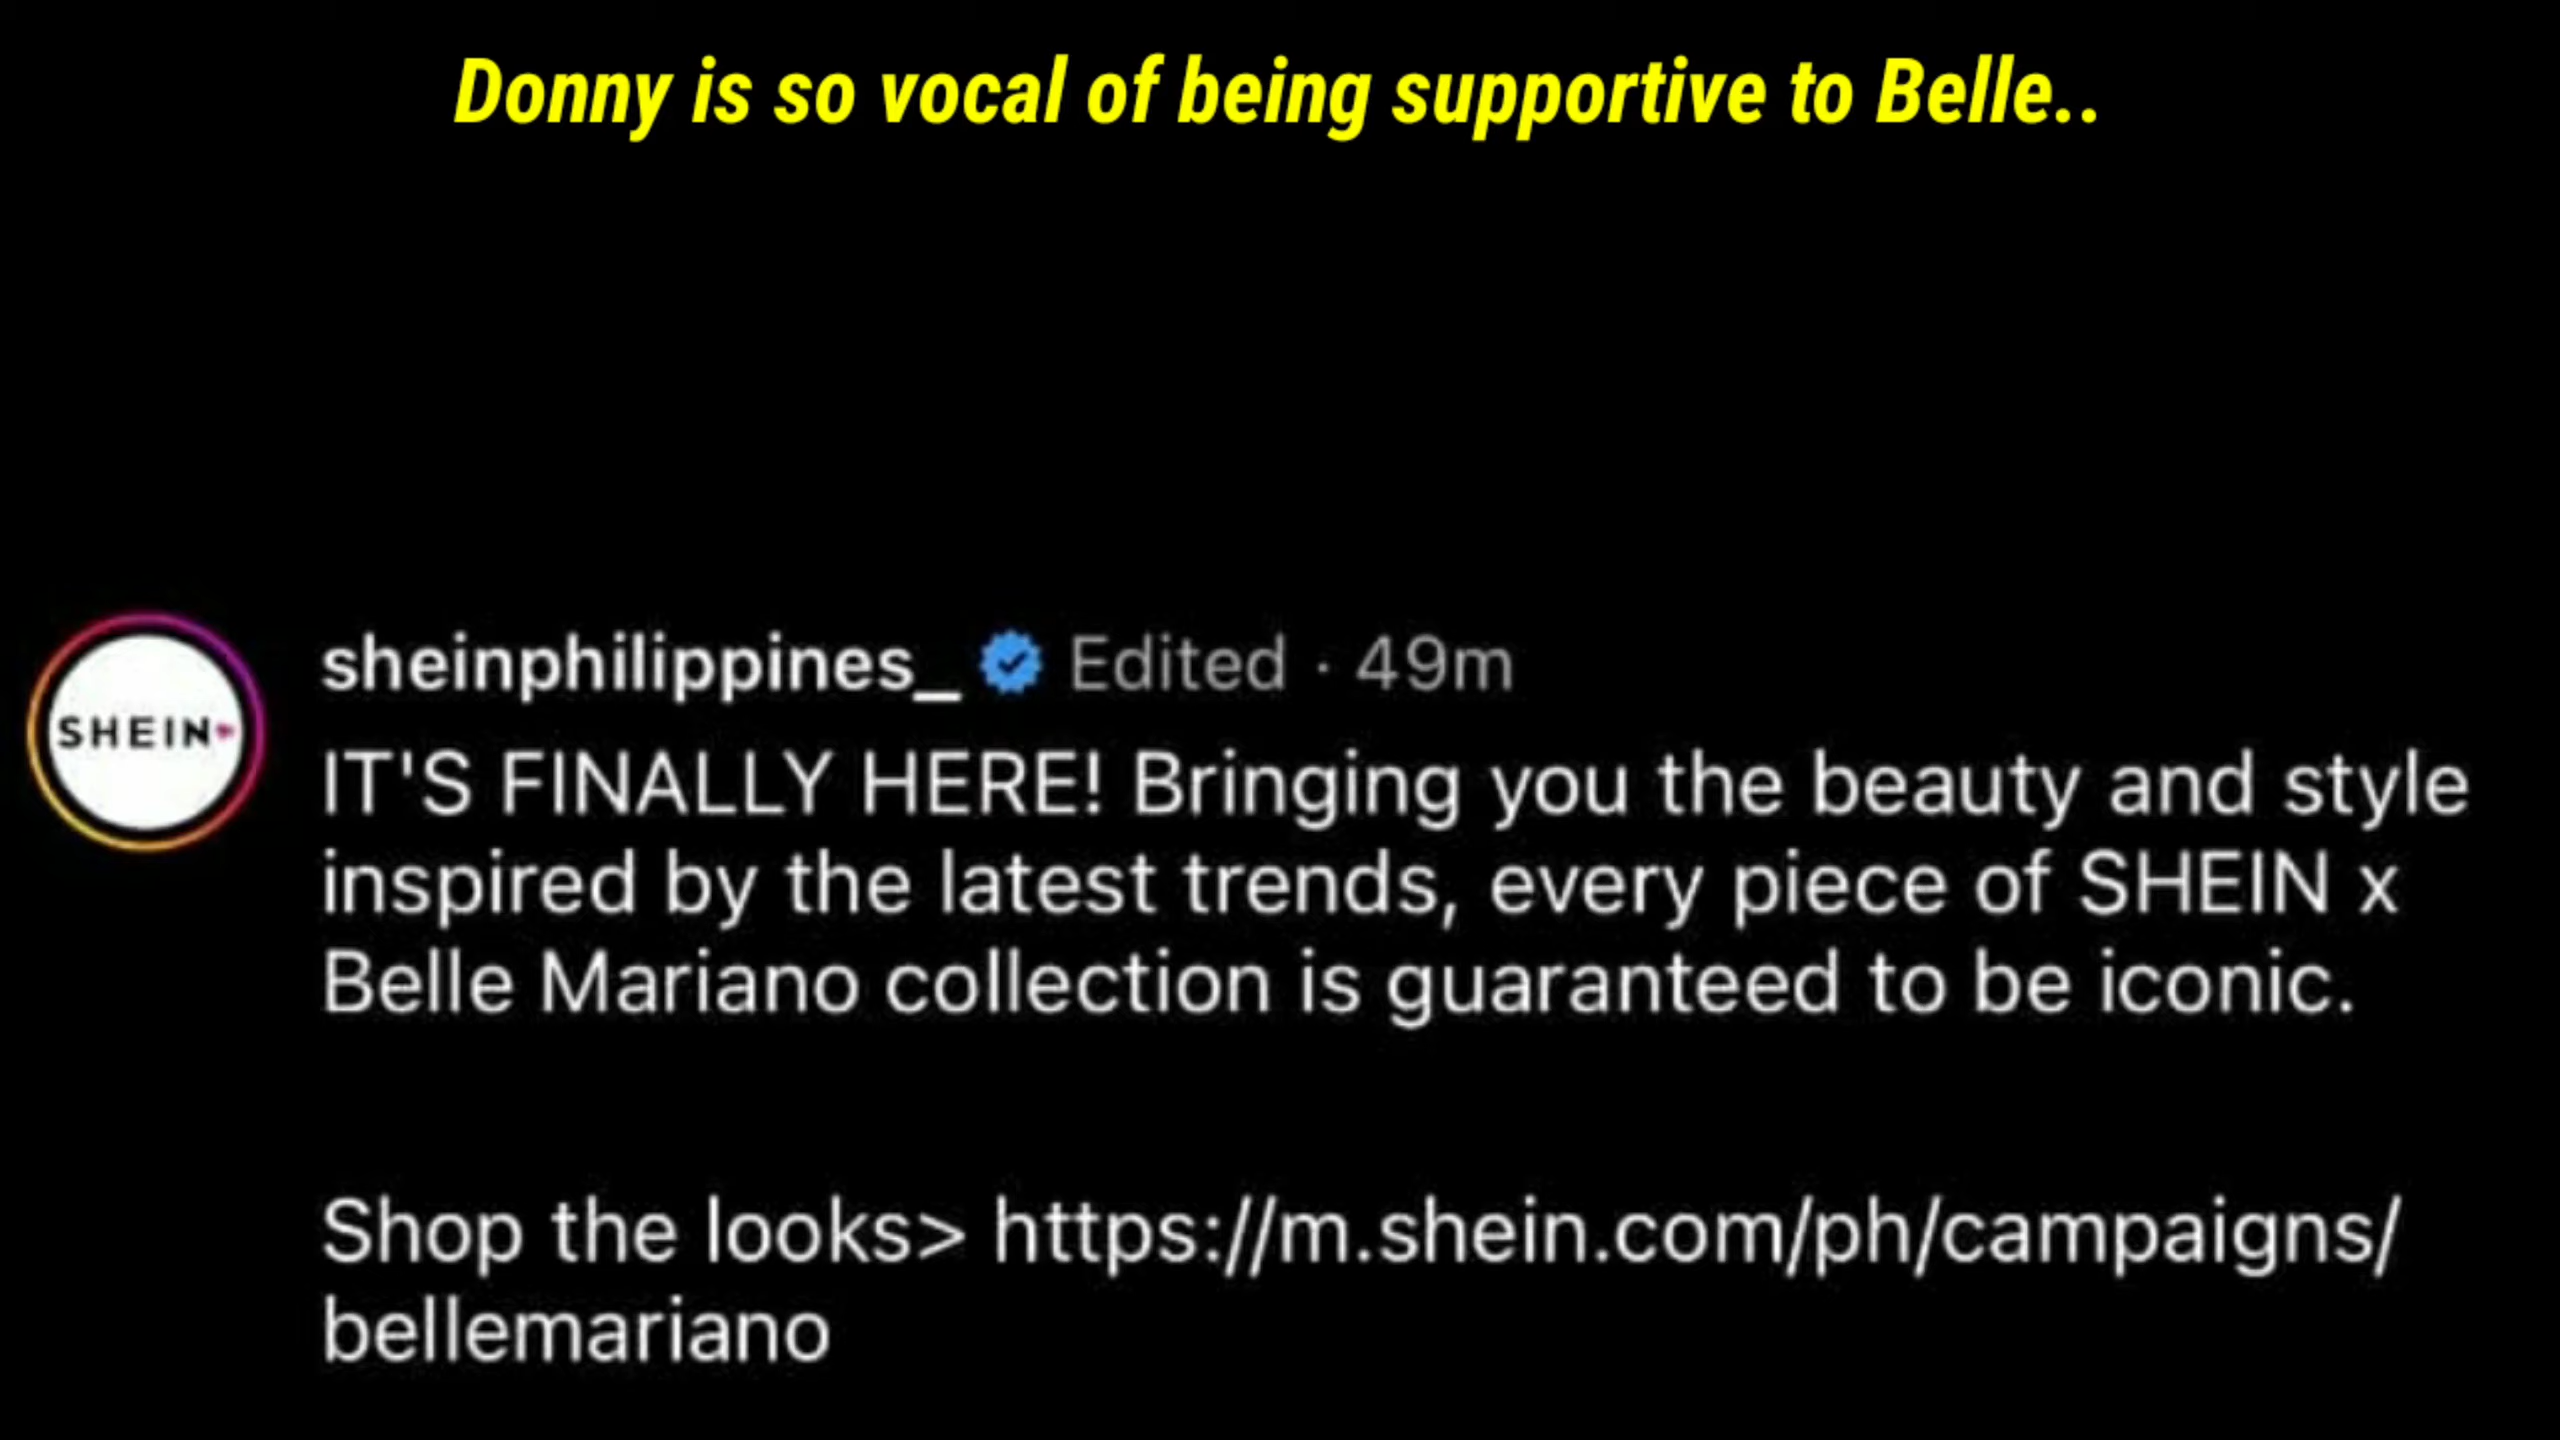 Donny is so vocal of being supportive to Belle..
sheinphilippines_ Edited · 49m
SHEIN
IT'S FINALLY HERE! Bringing you the beauty and style
inspired by the latest trends, every piece of SHEIN x
Belle Mariano collection is guaranteed to be iconic.
Shop the looks> https://m.shein.com/ph/campaigns/
bellemariano